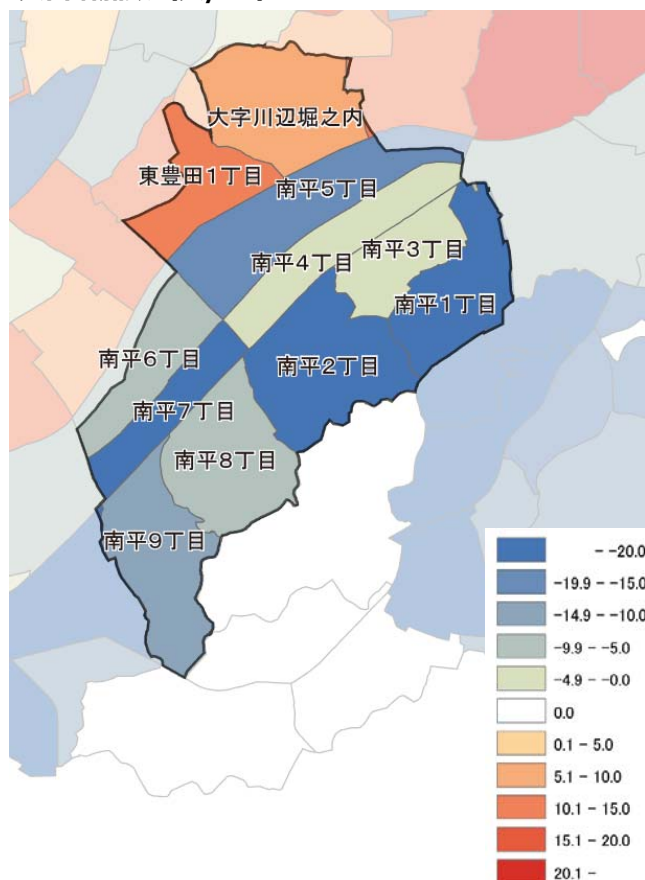 大字川辺堀之内
東豊田1丁目
南平5丁目
南平4丁目
南平3丁目
南平1丁目
南平2丁目
南平6丁目
南平7丁目
南平8丁目
南平9丁目
- -20.0
-19.9 - -15.0
-14.9 - -10.0
-9.9 - -5.0
-4.9 - -0.0
0.0
0.1 - 5.0
5.1 - 10.0
10.1 - 15.0
15.1 - 20.0
20.1 -